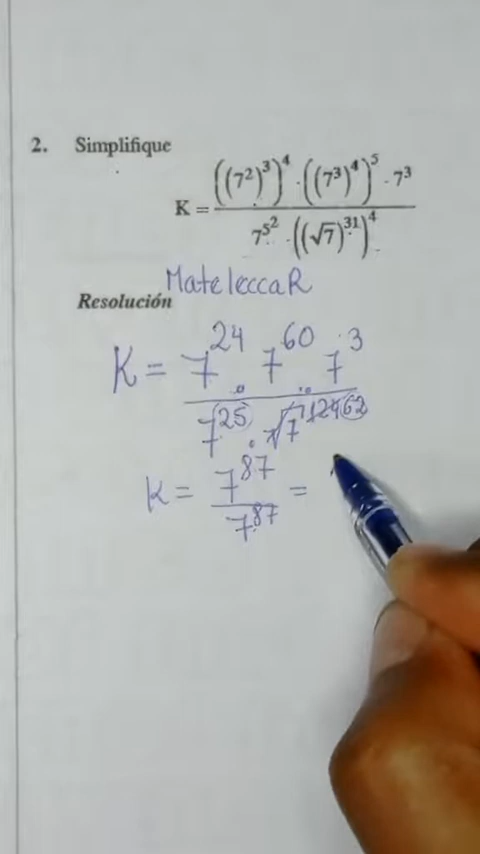 2. Simplifique
K = ((7²)³)⁴ · ((7³)⁴)⁵ · 7³ / 7^5² · ((√7)³¹)⁴
MateleccaR
Resolución
K = 7²⁴ · 7⁶⁰ · 7³ / 7²⁵ · √7¹²⁴ ⁶²
K = 7⁸⁷ / 7⁸⁷ =